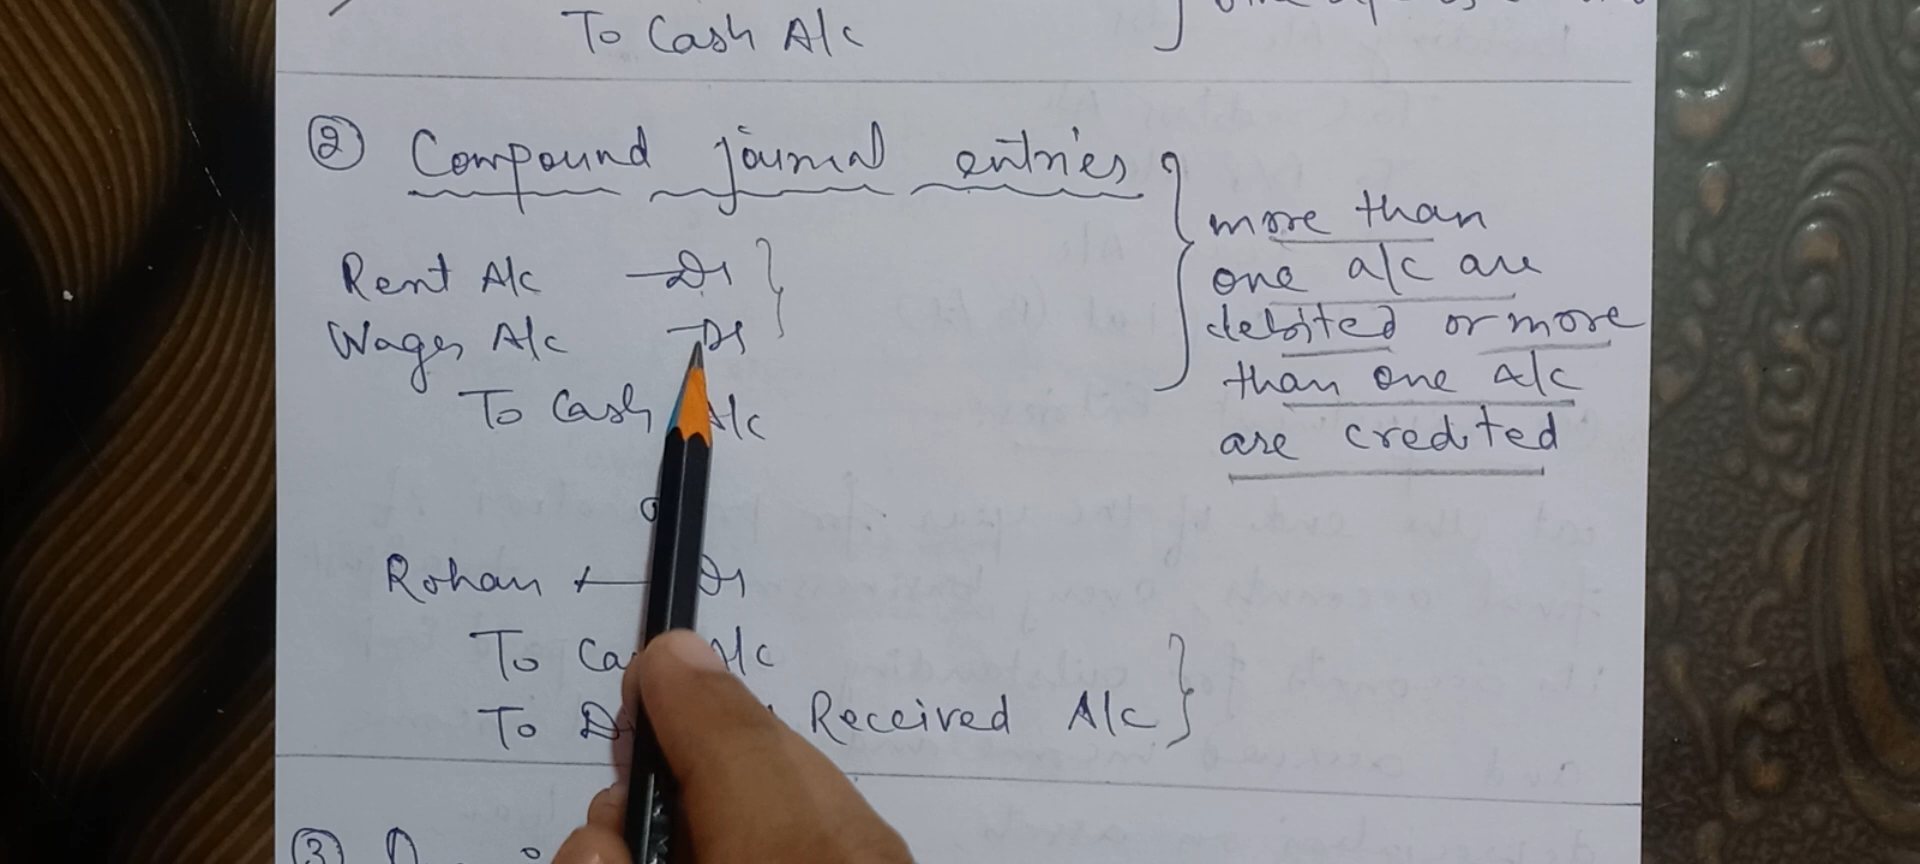 To Cash A/c
② Compound journal entries
more than
one a/c are
debited or more
than one a/c
are credited
Rent A/c —Dr
Wages A/c —Dr
To Cash A/c
Rohan — Dr
To A/c
To Received A/c
③